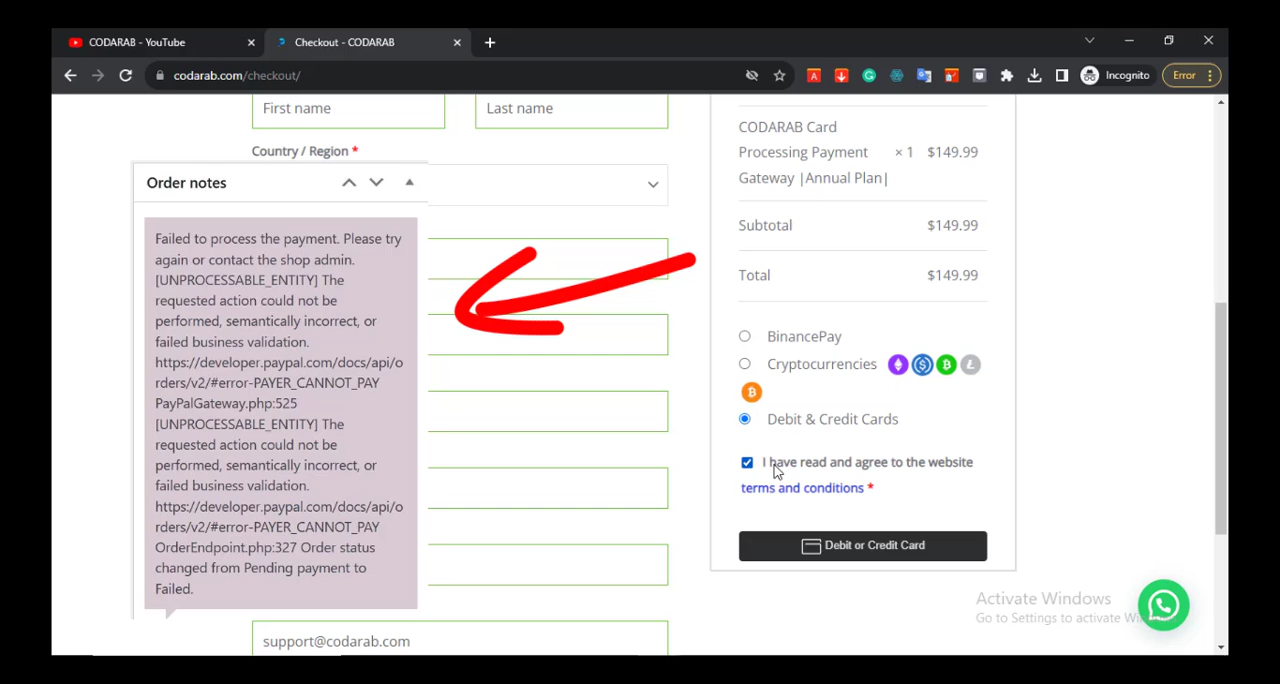 CODARAB - YouTube
Checkout - CODARAB
codarab.com/checkout/
Incognito
Error
First name
Last name
Country / Region *
Order notes
Failed to process the payment. Please try
again or contact the shop admin.
[UNPROCESSABLE_ENTITY] The
requested action could not be
performed, semantically incorrect, or
failed business validation.
https://developer.paypal.com/docs/api/o
rders/v2/#error-PAYER_CANNOT_PAY
PayPalGateway.php:525
[UNPROCESSABLE_ENTITY] The
requested action could not be
performed, semantically incorrect, or
failed business validation.
https://developer.paypal.com/docs/api/o
rders/v2/#error-PAYER_CANNOT_PAY
OrderEndpoint.php:327 Order status
changed from Pending payment to
Failed.
support@codarab.com
CODARAB Card
Processing Payment × 1 $149.99
Gateway |Annual Plan|
Subtotal $149.99
Total $149.99
BinancePay
Cryptocurrencies
Debit & Credit Cards
I have read and agree to the website
terms and conditions *
Debit or Credit Card
Activate Windows
Go to Settings to activate